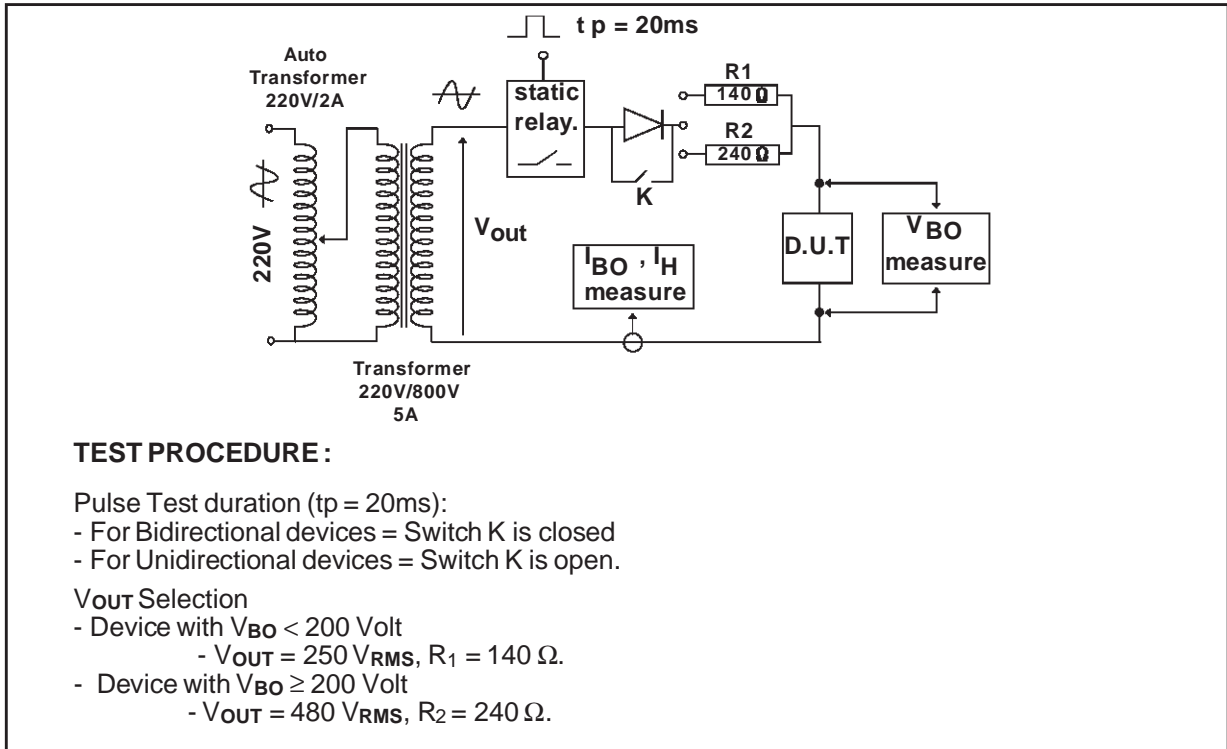 t p = 20ms
Auto
Transformer
220V/2A
static
relay.
R1
140 Ω
R2
240 Ω
K
220V
Vout
IBO , IH
measure
D.U.T
VBO
measure
Transformer
220V/800V
5A
TEST PROCEDURE :
Pulse Test duration (tp = 20ms):
- For Bidirectional devices = Switch K is closed
- For Unidirectional devices = Switch K is open.
VOUT Selection
- Device with VBO < 200 Volt
- VOUT = 250 VRMS, R1 = 140 Ω.
- Device with VBO ≥ 200 Volt
- VOUT = 480 VRMS, R2 = 240 Ω.